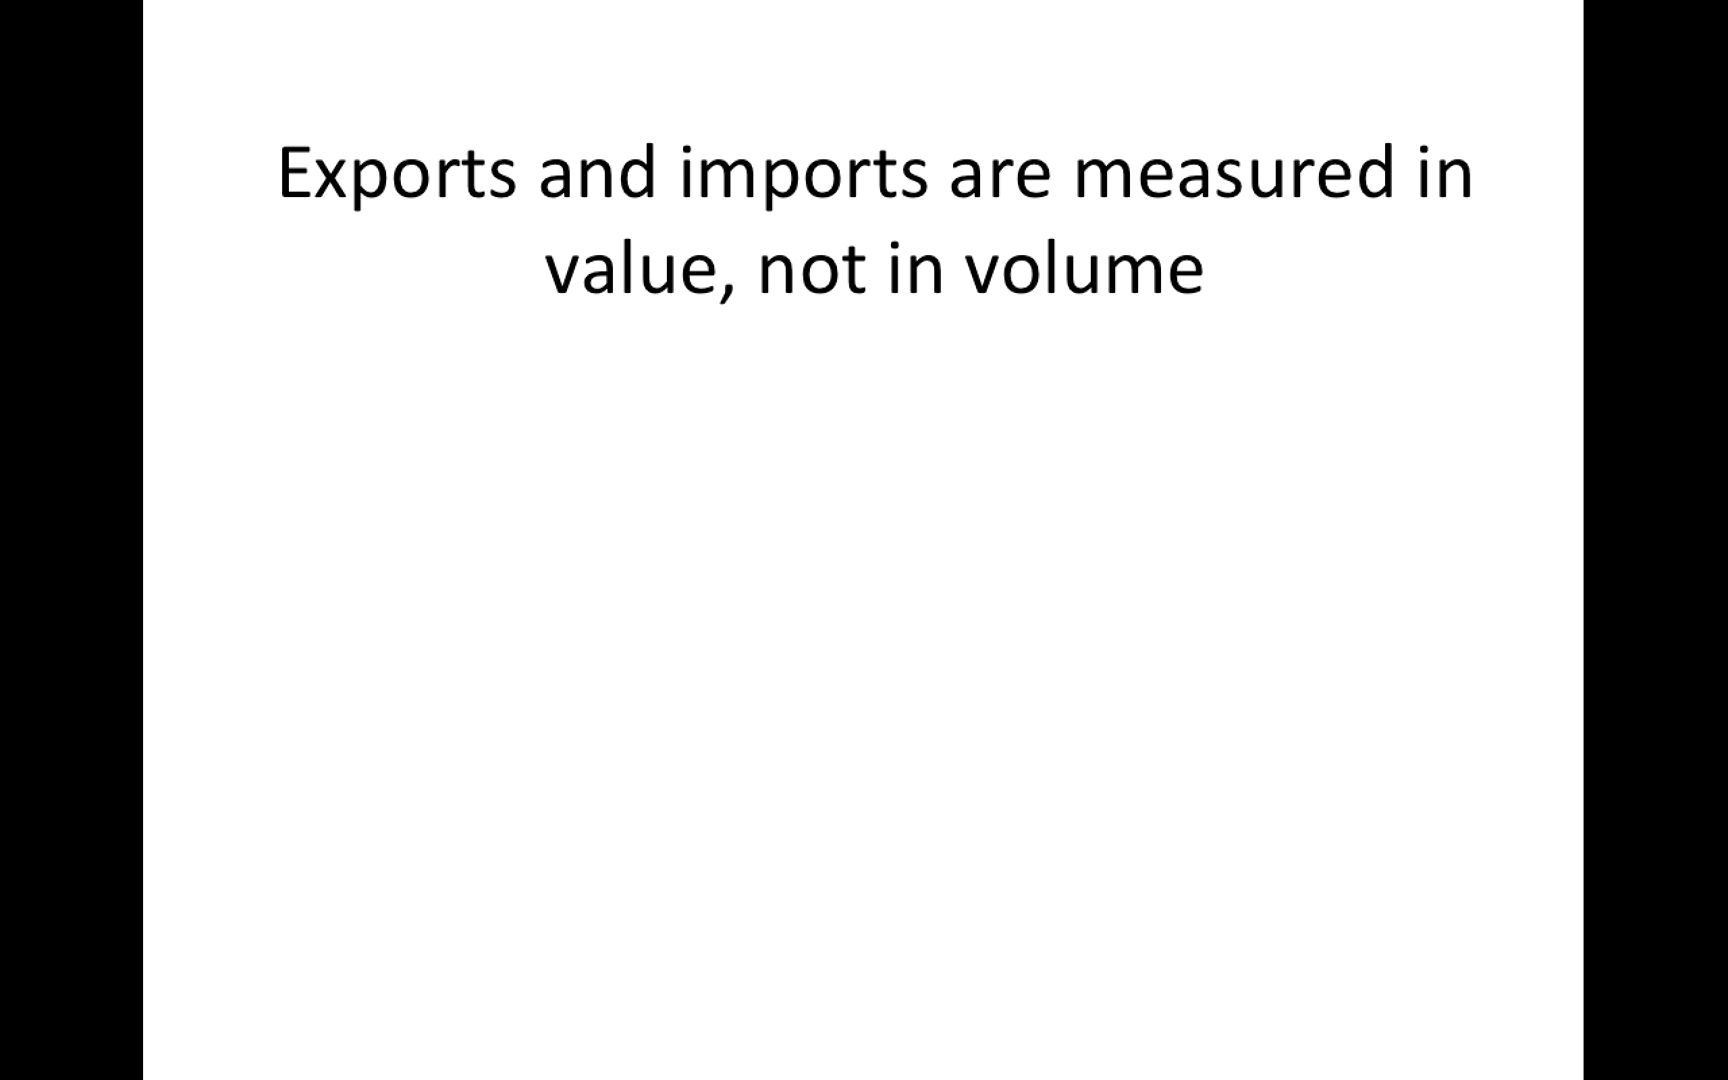 Exports and imports are measured in
value, not in volume